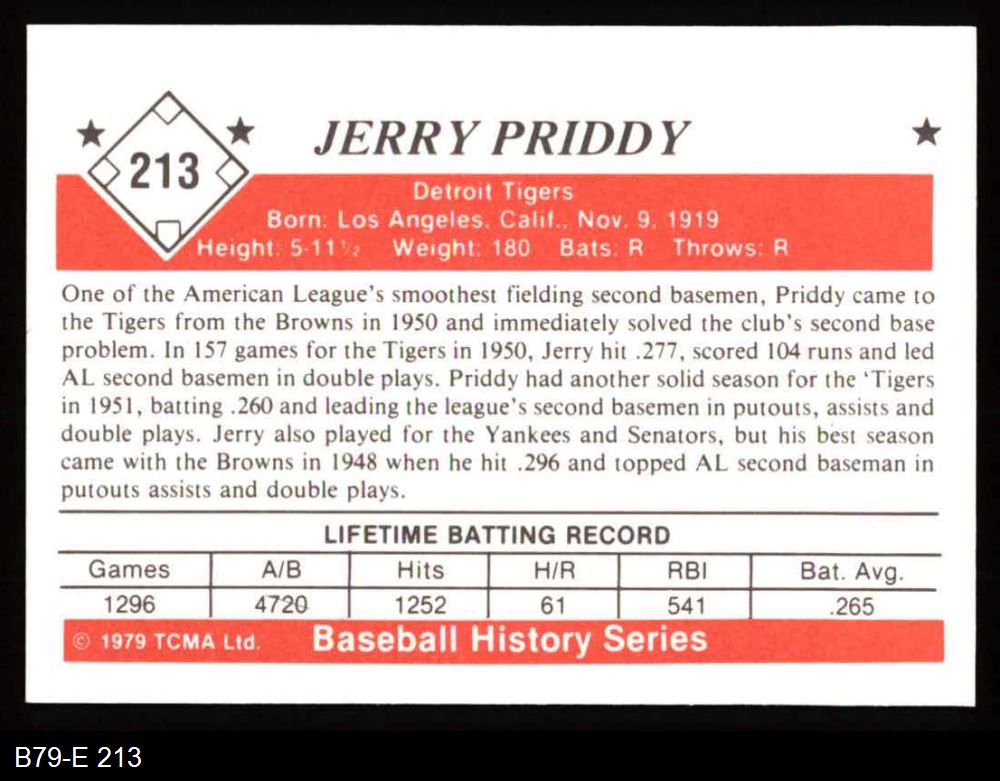 213
JERRY PRIDDY
Detroit Tigers
Born: Los Angeles, Calif., Nov. 9, 1919
Height: 5-11½ Weight: 180 Bats: R Throws: R
One of the American League's smoothest fielding second basemen, Priddy came to
the Tigers from the Browns in 1950 and immediately solved the club's second base
problem. In 157 games for the Tigers in 1950, Jerry hit .277, scored 104 runs and led
AL second basemen in double plays. Priddy had another solid season for the 'Tigers
in 1951, batting .260 and leading the league's second basemen in putouts, assists and
double plays. Jerry also played for the Yankees and Senators, but his best season
came with the Browns in 1948 when he hit .296 and topped AL second baseman in
putouts assists and double plays.
LIFETIME BATTING RECORD
Games A/B Hits H/R RBI Bat. Avg.
1296 4720 1252 61 541 .265
© 1979 TCMA Ltd. Baseball History Series
B79-E 213